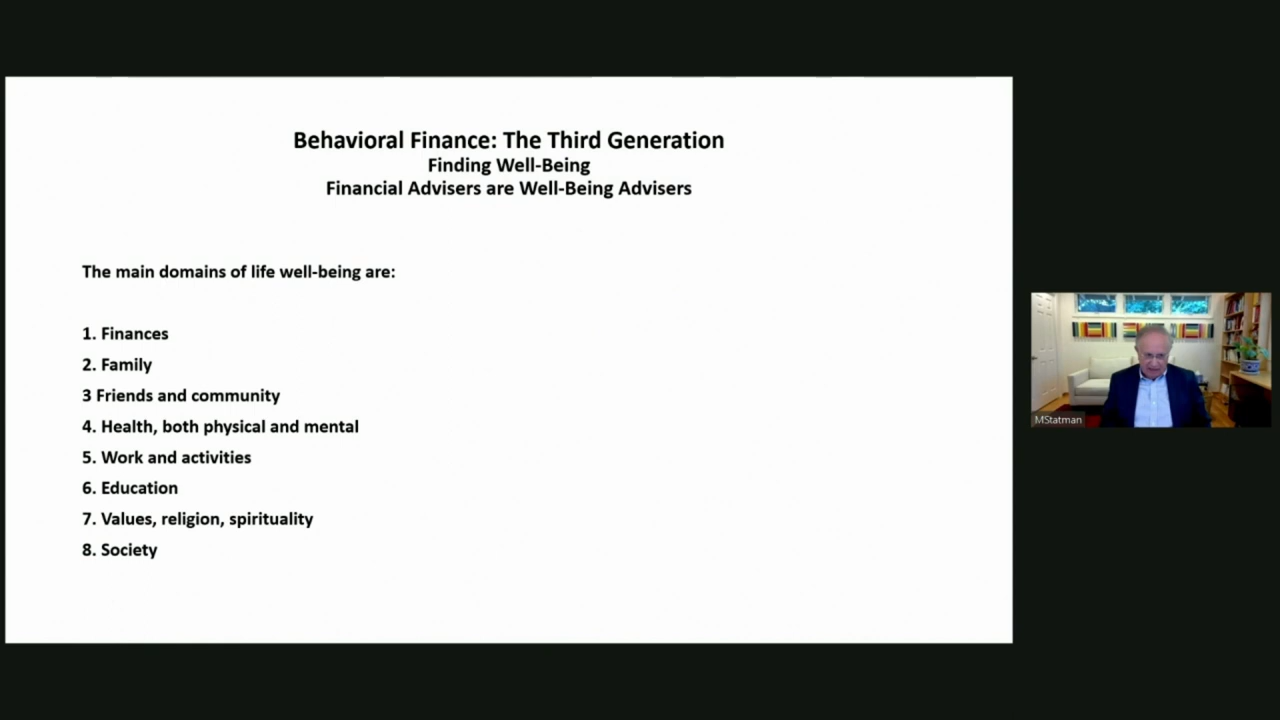 Behavioral Finance: The Third Generation
Finding Well-Being
Financial Advisers are Well-Being Advisers
The main domains of life well-being are:
1. Finances
2. Family
3 Friends and community
4. Health, both physical and mental
5. Work and activities
6. Education
7. Values, religion, spirituality
8. Society
MStatman